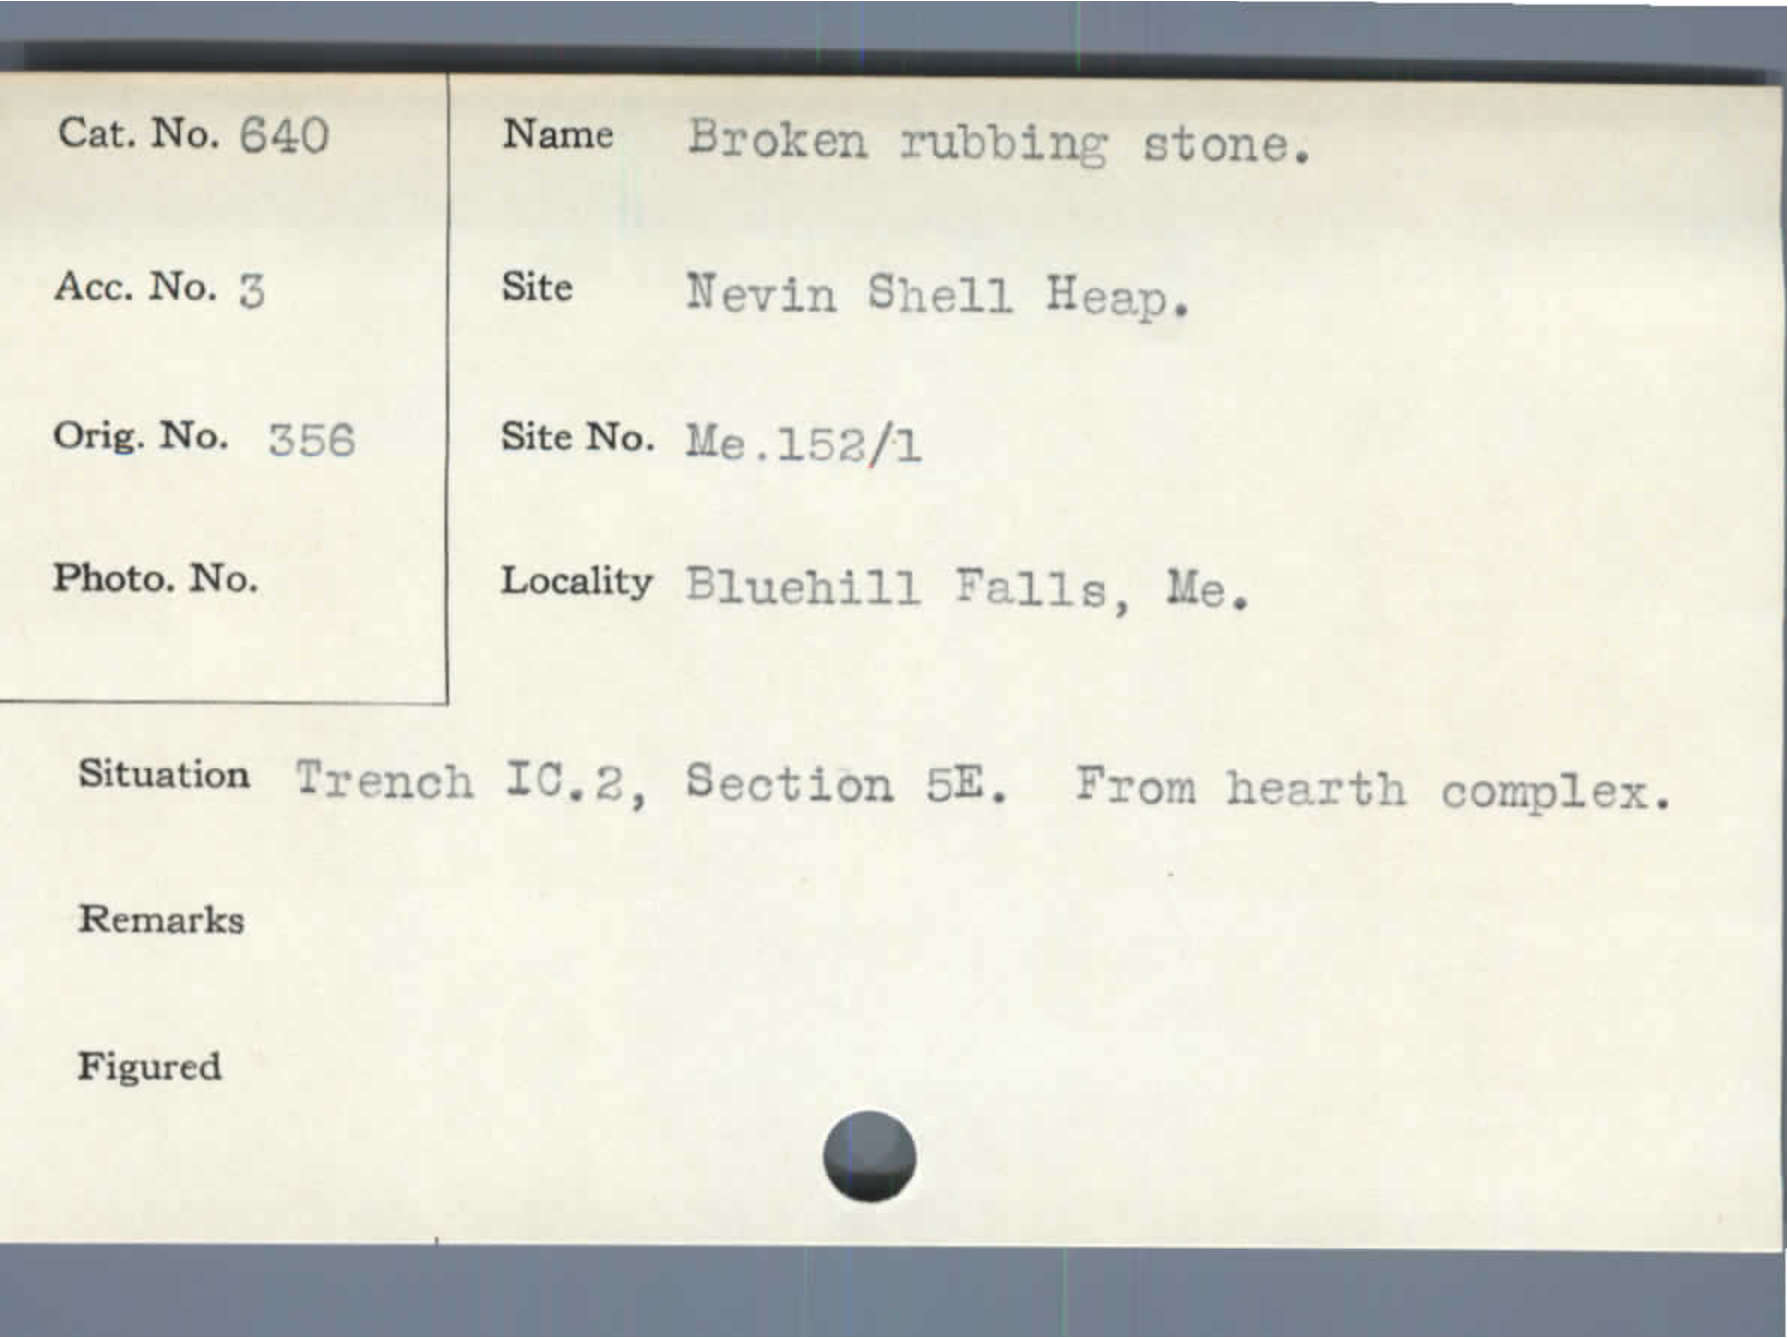 Cat. No. 640
Name Broken rubbing stone.
Acc. No. 3
Site Nevin Shell Heap.
Orig. No. 356
Site No. Me.152/1
Photo. No.
Locality Bluehill Falls, Me.
Situation Trench IC.2, Section 5E. From hearth complex.
Remarks
Figured